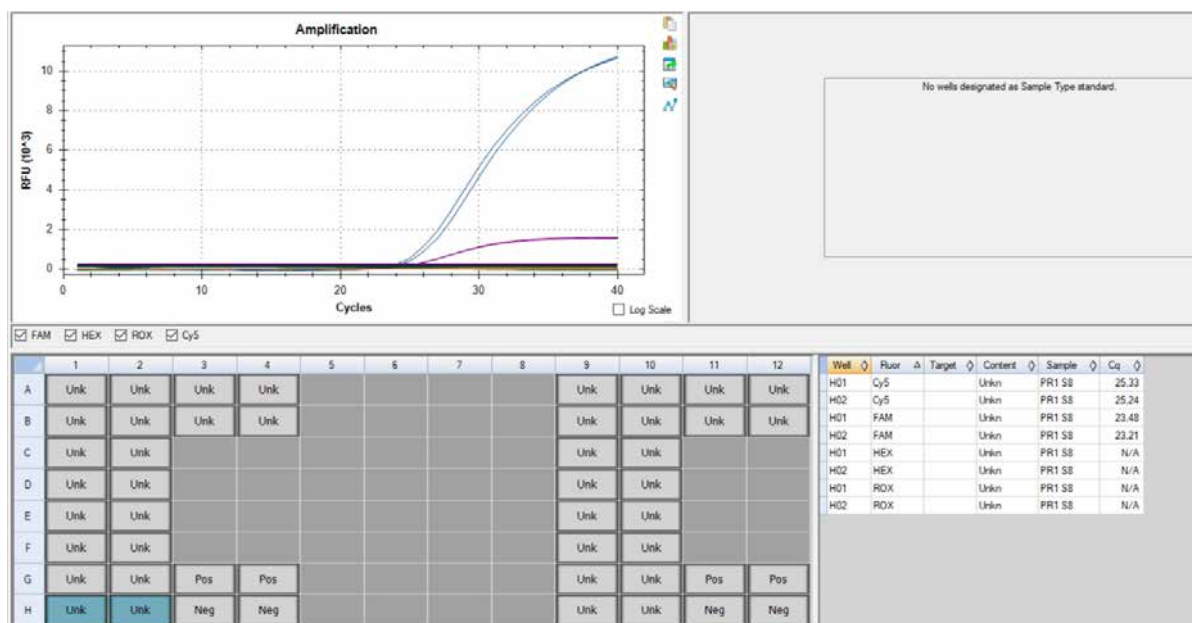 Amplification
No wells designated as Sample Type standard.
RFU (10^3)
10
8
6
4
2
0
0 10 20 30 40
Cycles
Log Scale
FAM HEX ROX Cy5
1 2 3 4 5 6 7 8 9 10 11 12
A Unk Unk Unk Unk Unk Unk Unk Unk
B Unk Unk Unk Unk Unk Unk Unk Unk
C Unk Unk Unk Unk
D Unk Unk Unk Unk
E Unk Unk Unk Unk
F Unk Unk Unk Unk
G Unk Unk Pos Pos Unk Unk Pos Pos
H Unk Unk Neg Neg Unk Unk Neg Neg
Well Fluor Target Content Sample Cq
H01 Cy5 Unkn PR1 S8 25.33
H02 Cy5 Unkn PR1 S8 25.24
H01 FAM Unkn PR1 S8 23.48
H02 FAM Unkn PR1 S8 23.21
H01 HEX Unkn PR1 S8 N/A
H02 HEX Unkn PR1 S8 N/A
H01 ROX Unkn PR1 S8 N/A
H02 ROX Unkn PR1 S8 N/A